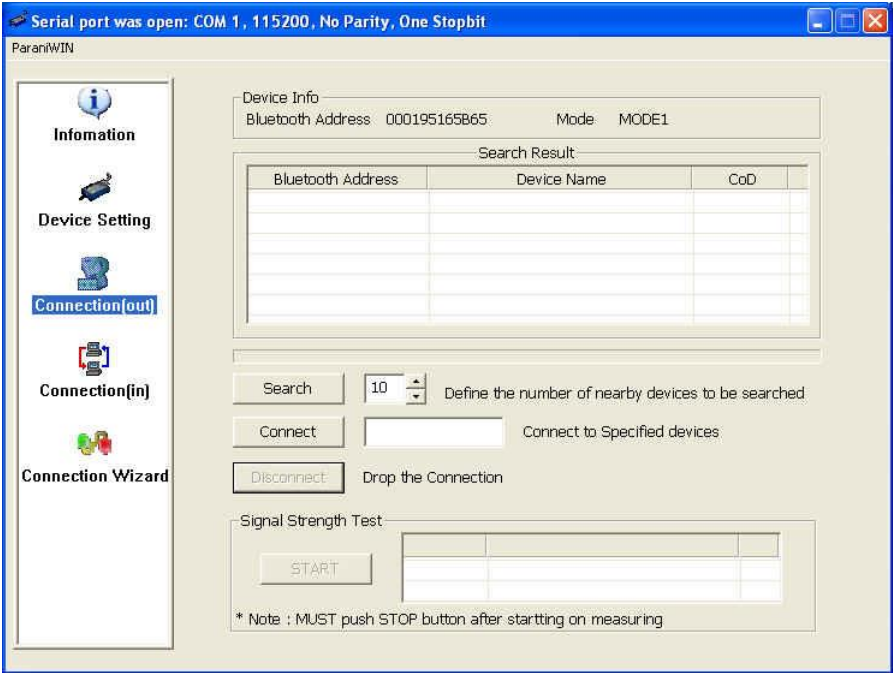 Serial port was open: COM 1, 115200, No Parity, One Stopbit
ParaniWIN
Infomation
Device Setting
Connection(out)
Connection(in)
Connection Wizard
Device Info
Bluetooth Address 000195165B65 Mode MODE1
Search Result
Bluetooth Address Device Name CoD
Search 10 Define the number of nearby devices to be searched
Connect Connect to Specified devices
Disconnect Drop the Connection
Signal Strength Test
START
* Note : MUST push STOP button after startting on measuring